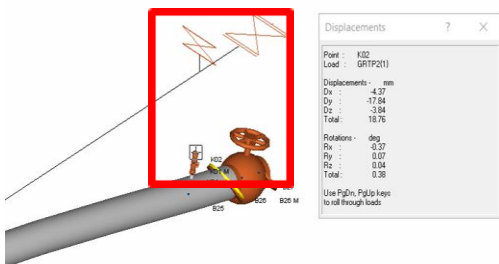 Displacements ? ×
Point : K02
Load : GRTP2(1)
Displacements - mm
Dx : -4.37
Dy : -17.84
Dz : -3.84
Total : 18.76
Rotations - deg
Rx : -0.37
Ry : 0.07
Rz : 0.04
Total : 0.38
Use PgDn, PgUp keys
to roll through loads
K02
M
B25
B26
B26 M